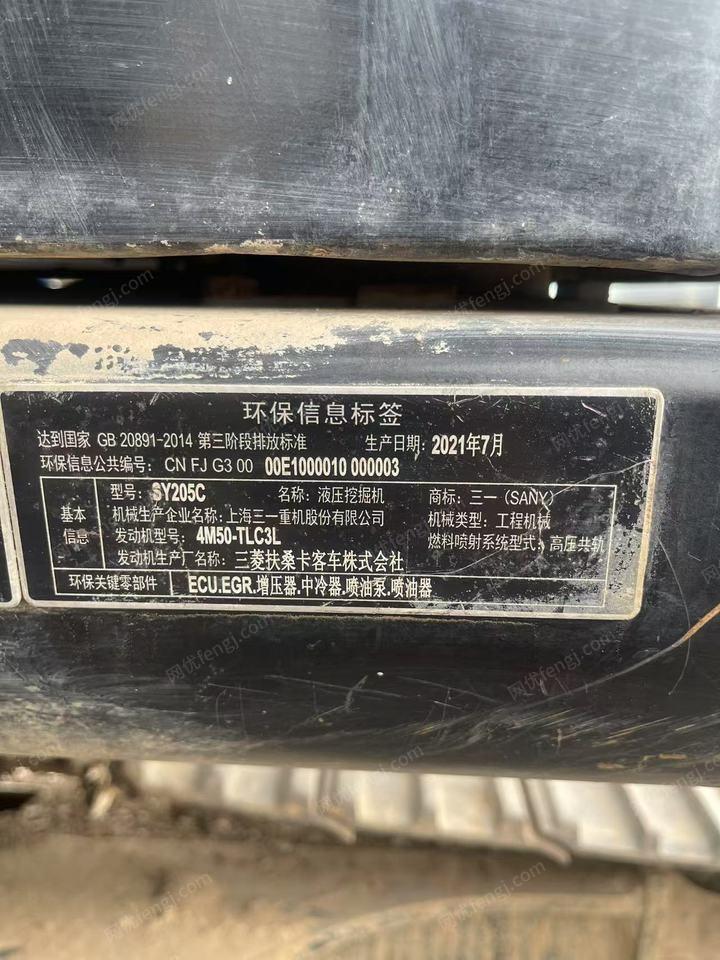 环保信息标签
达到国家 GB 20891-2014 第三阶段排放标准 生产日期: 2021年7月
环保信息公共编号: CN FJ G3 00 00E1000010 000003
基本信息
型号: SY205C 名称: 液压挖掘机 商标: 三一 (SANY)
机械生产企业名称: 上海三一重机股份有限公司 机械类型: 工程机械
发动机型号: 4M50-TLC3L 燃料喷射系统型式: 高压共轨
发动机生产厂名称: 三菱扶桑卡客车株式会社
环保关键零部件 ECU.EGR.增压器.中冷器.喷油泵.喷油器
网优fengj.com